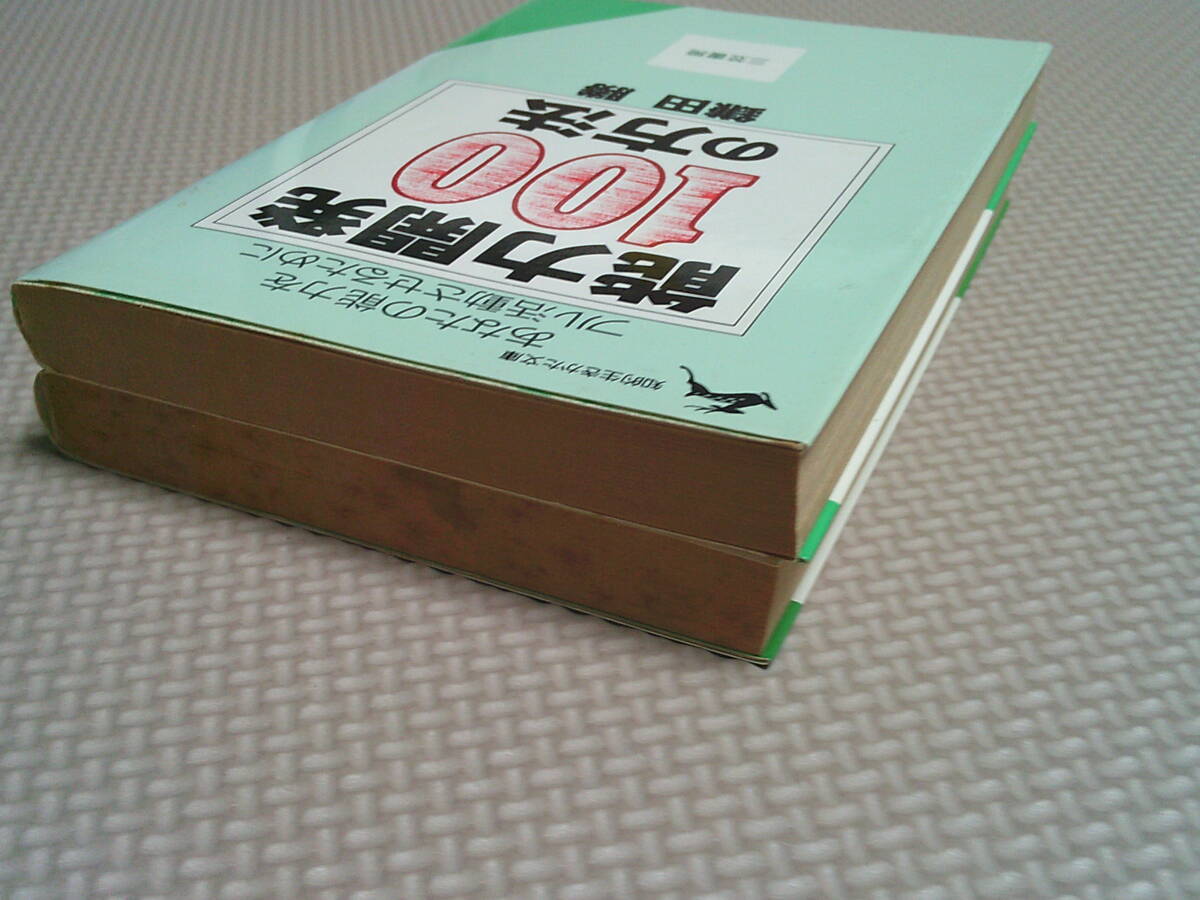 知的生きかた文庫
あなたの能力を
フル活動させるために
能力開発
100
の方法
鎌田 勝
三笠書房